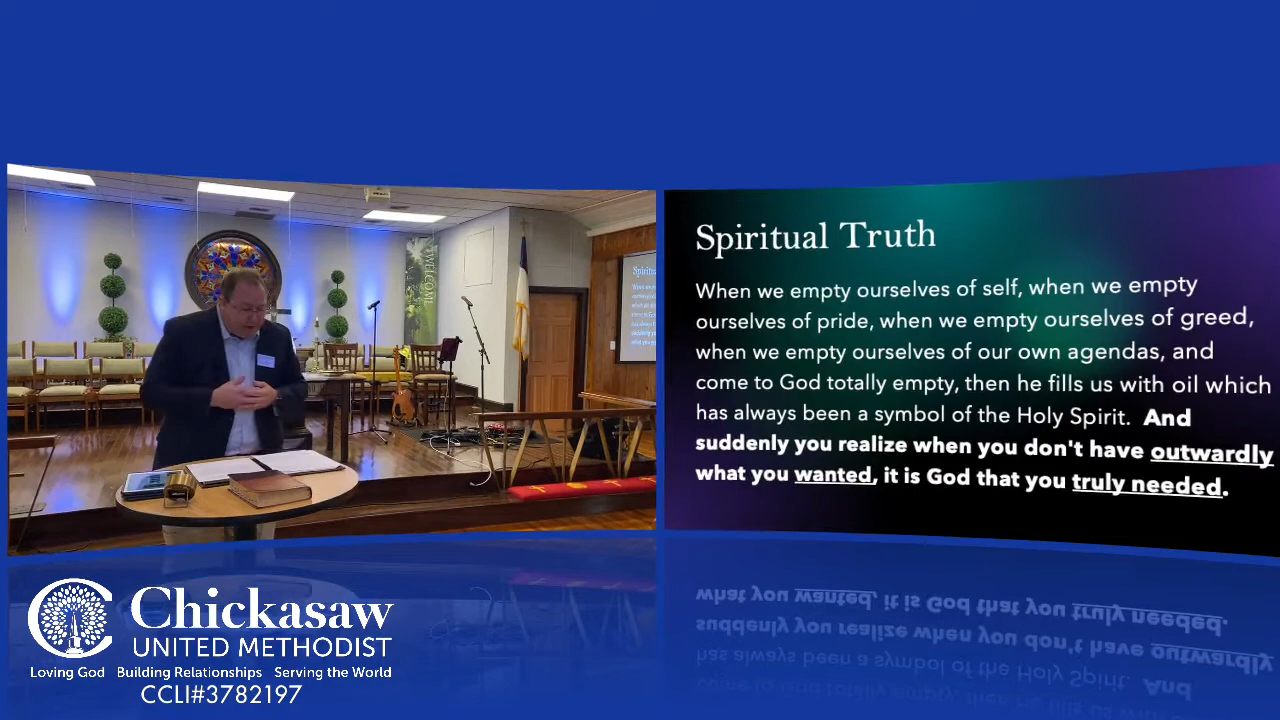 WELCOME
Spiritual Truth
When we empty ourselves of self, when we empty
ourselves of pride, when we empty ourselves of greed,
when we empty ourselves of our own agendas, and
come to God totally empty, then he fills us with oil which
has always been a symbol of the Holy Spirit. And
suddenly you realize when you don't have outwardly
what you wanted, it is God that you truly needed.
Chickasaw
UNITED METHODIST
Loving God Building Relationships Serving the World
CCLI#3782197